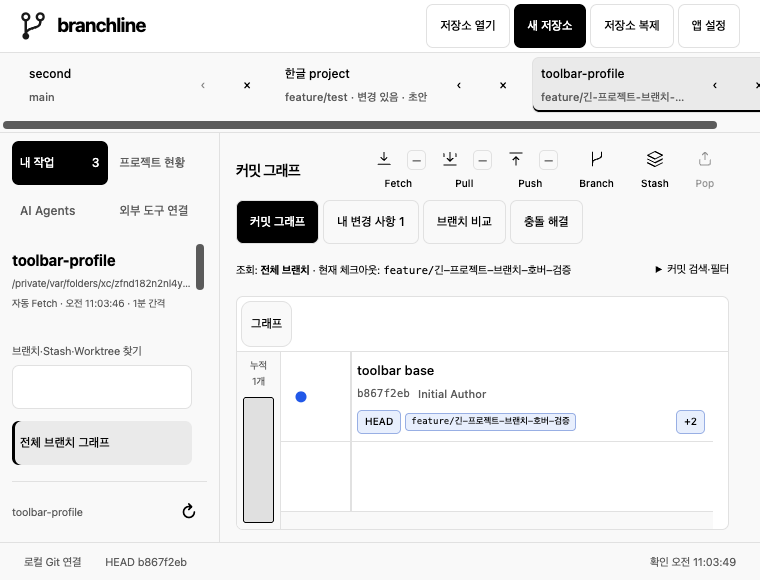 branchline
저장소 열기
새 저장소
저장소 복제
앱 설정
second
main
한글 project
feature/test · 변경 있음 · 초안
toolbar-profile
feature/긴-프로젝트-브랜치-...
내 작업 3
프로젝트 현황
AI Agents
외부 도구 연결
toolbar-profile
/private/var/folders/xc/zfnd182n2nl4y...
자동 Fetch · 오전 11:03:46 · 1분 간격
브랜치·Stash·Worktree 찾기
전체 브랜치 그래프
toolbar-profile
커밋 그래프
Fetch
Pull
Push
Branch
Stash
Pop
커밋 그래프
내 변경 사항 1
브랜치 비교
충돌 해결
조회: 전체 브랜치 · 현재 체크아웃: feature/긴-프로젝트-브랜치-호버-검증
▶ 커밋 검색·필터
그래프
누적
1개
toolbar base
b867f2eb Initial Author
HEAD
feature/긴-프로젝트-브랜치-호버-검증
+2
로컬 Git 연결
HEAD b867f2eb
확인 오전 11:03:49